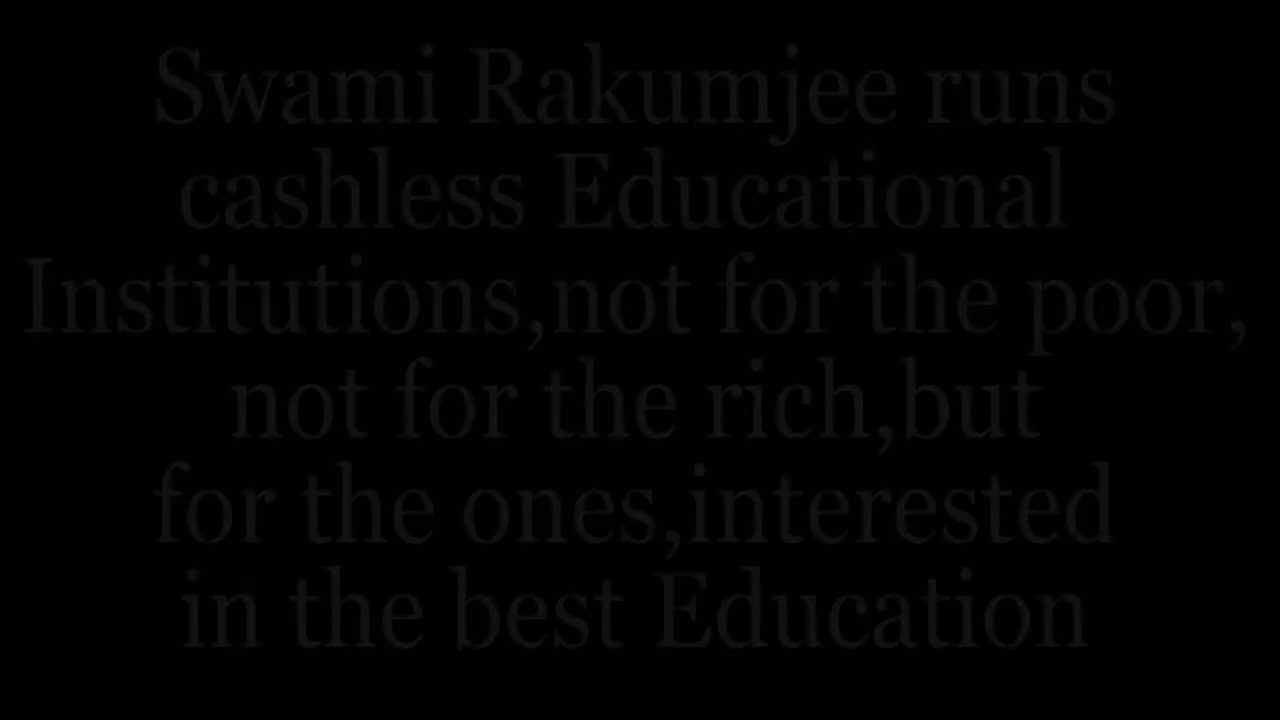 Swami Rakumjee runs
cashless Educational
Institutions,not for the poor,
not for the rich,but
for the ones,interested
in the best Education